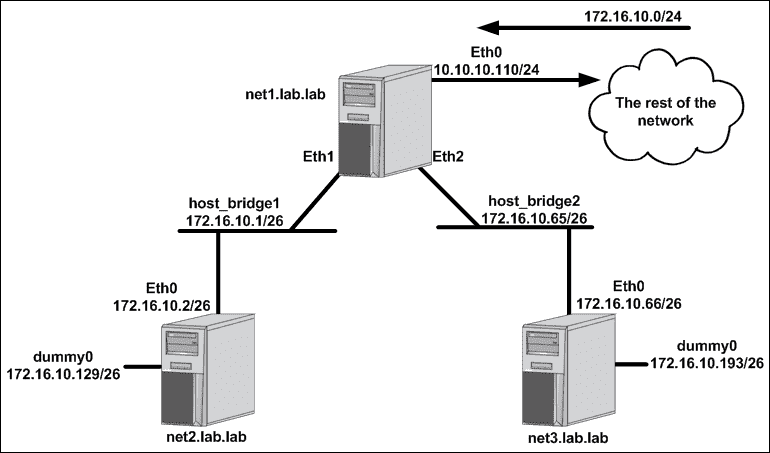 172.16.10.0/24
Eth0
10.10.10.110/24
The rest of the
network
net1.lab.lab
Eth1
Eth2
host_bridge1
172.16.10.1/26
host_bridge2
172.16.10.65/26
Eth0
172.16.10.2/26
Eth0
172.16.10.66/26
dummy0
172.16.10.129/26
dummy0
172.16.10.193/26
net2.lab.lab
net3.lab.lab